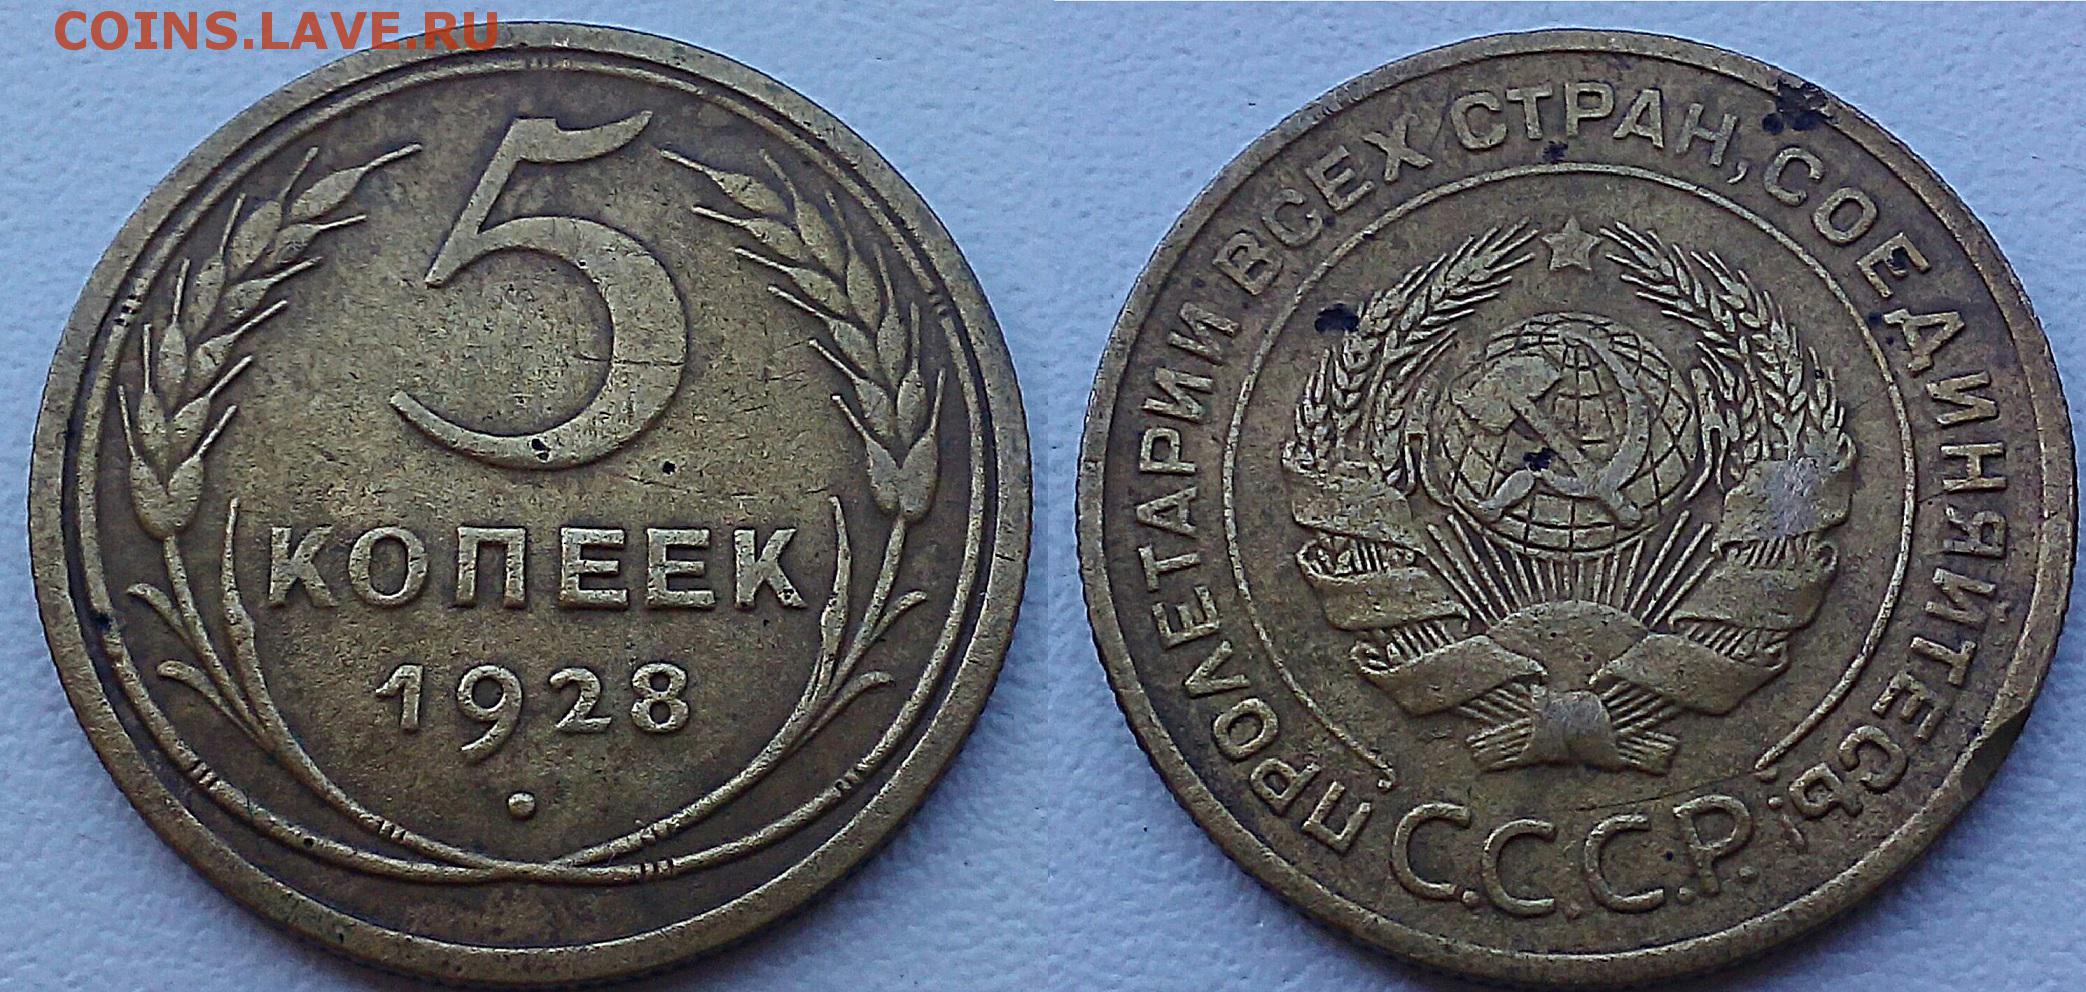 COINS.LAVE.RU
5
КОПЕЕК
1928
ПРОЛЕТАРИИ ВСЕХ СТРАН, СОЕДИНЯЙТЕСЬ!
С.С.С.Р.